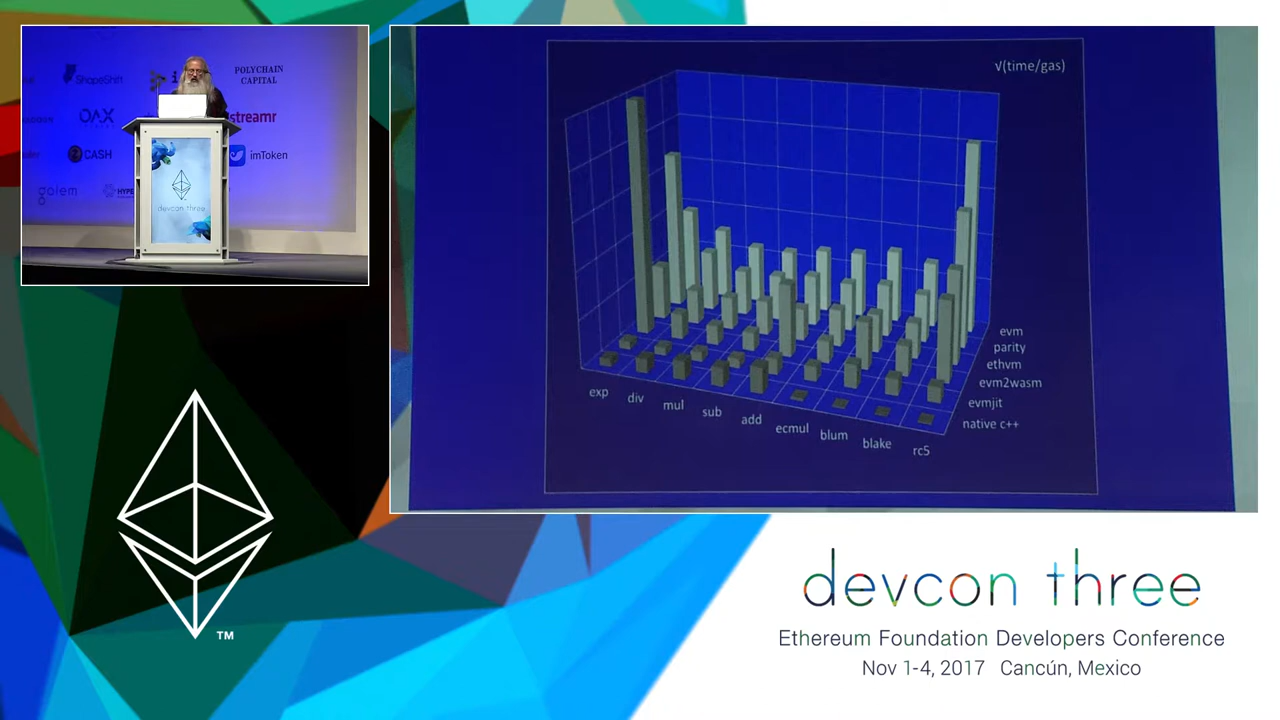 ShapeShift
POLYCHAIN
CAPITAL
OAX
streamr
CASH
imToken
golem
HYPE
devcon three
√(time/gas)
evm
parity
ethvm
evm2wasm
evmjit
native c++
exp
div
mul
sub
add
ecmul
blum
blake
rc5
TM
devcon three
Ethereum Foundation Developers Conference
Nov 1-4, 2017 Cancún, Mexico